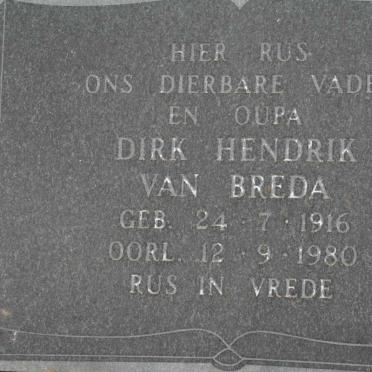 HIER RUS
ONS DIERBARE VADE
EN OUPA
DIRK HENDRIK
VAN BREDA
GEB. 24 · 7 · 1916
OORL. 12 · 9 · 1980
RUS IN VREDE